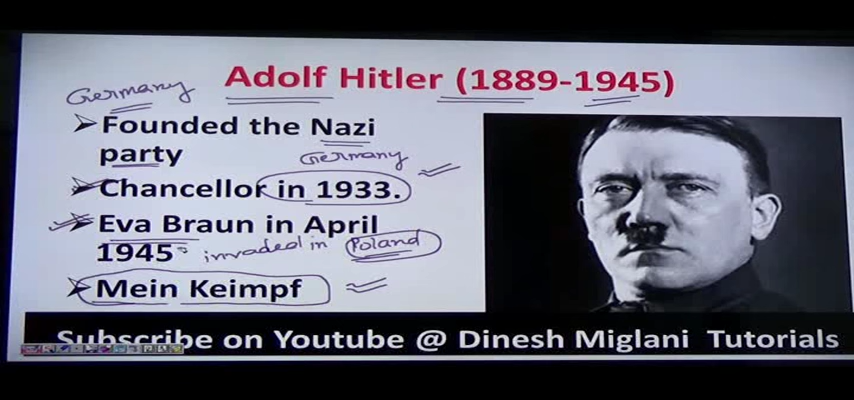 Adolf Hitler (1889-1945)
Germany
➤Founded the Nazi
party
Germany
➤Chancellor in 1933.
➤Eva Braun in April
1945 invaded in Poland
➤Mein Keimpf
Subscribe on Youtube @ Dinesh Miglani Tutorials